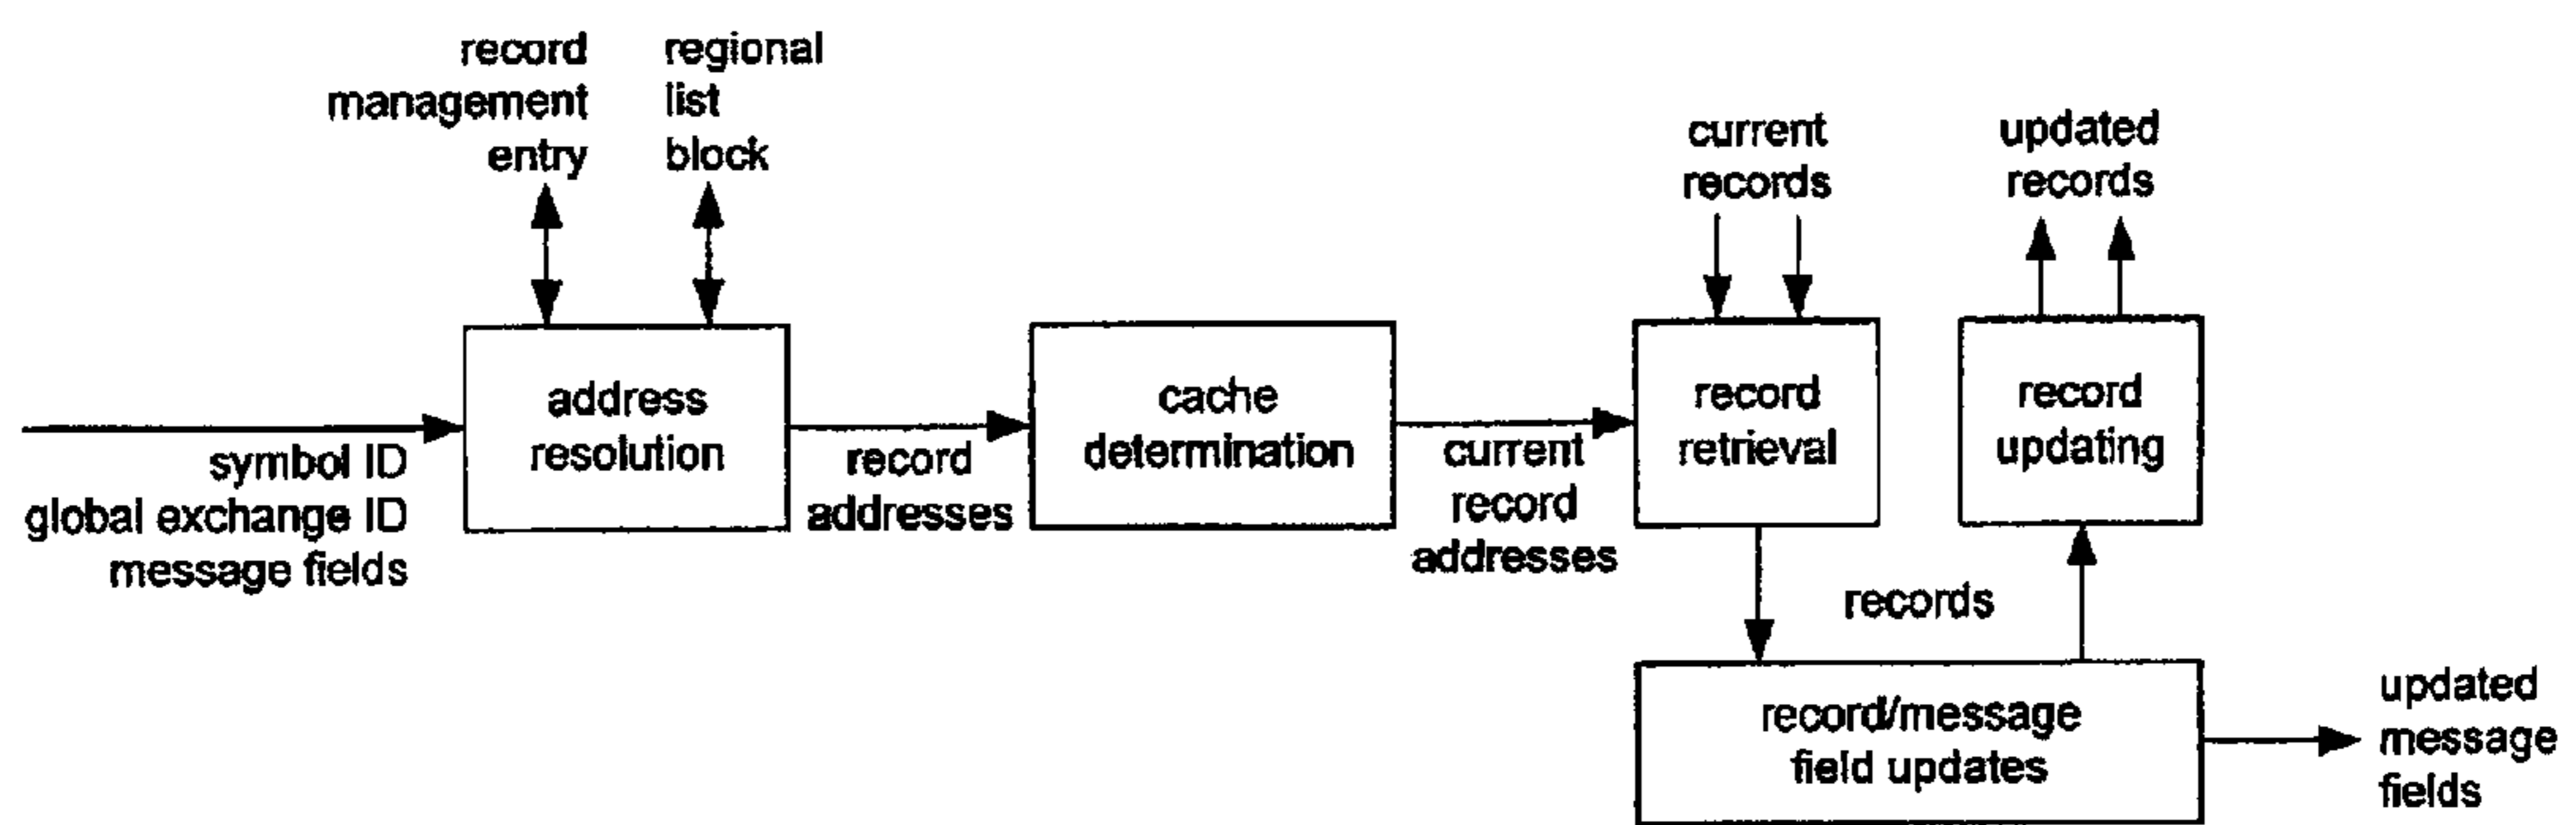 record
management
entry
regional
list
block
current
records
updated
records
address
resolution
cache
determination
record
retrieval
record
updating
symbol ID
global exchange ID
message fields
record
addresses
current
record
addresses
records
record/message
field updates
updated
message
fields